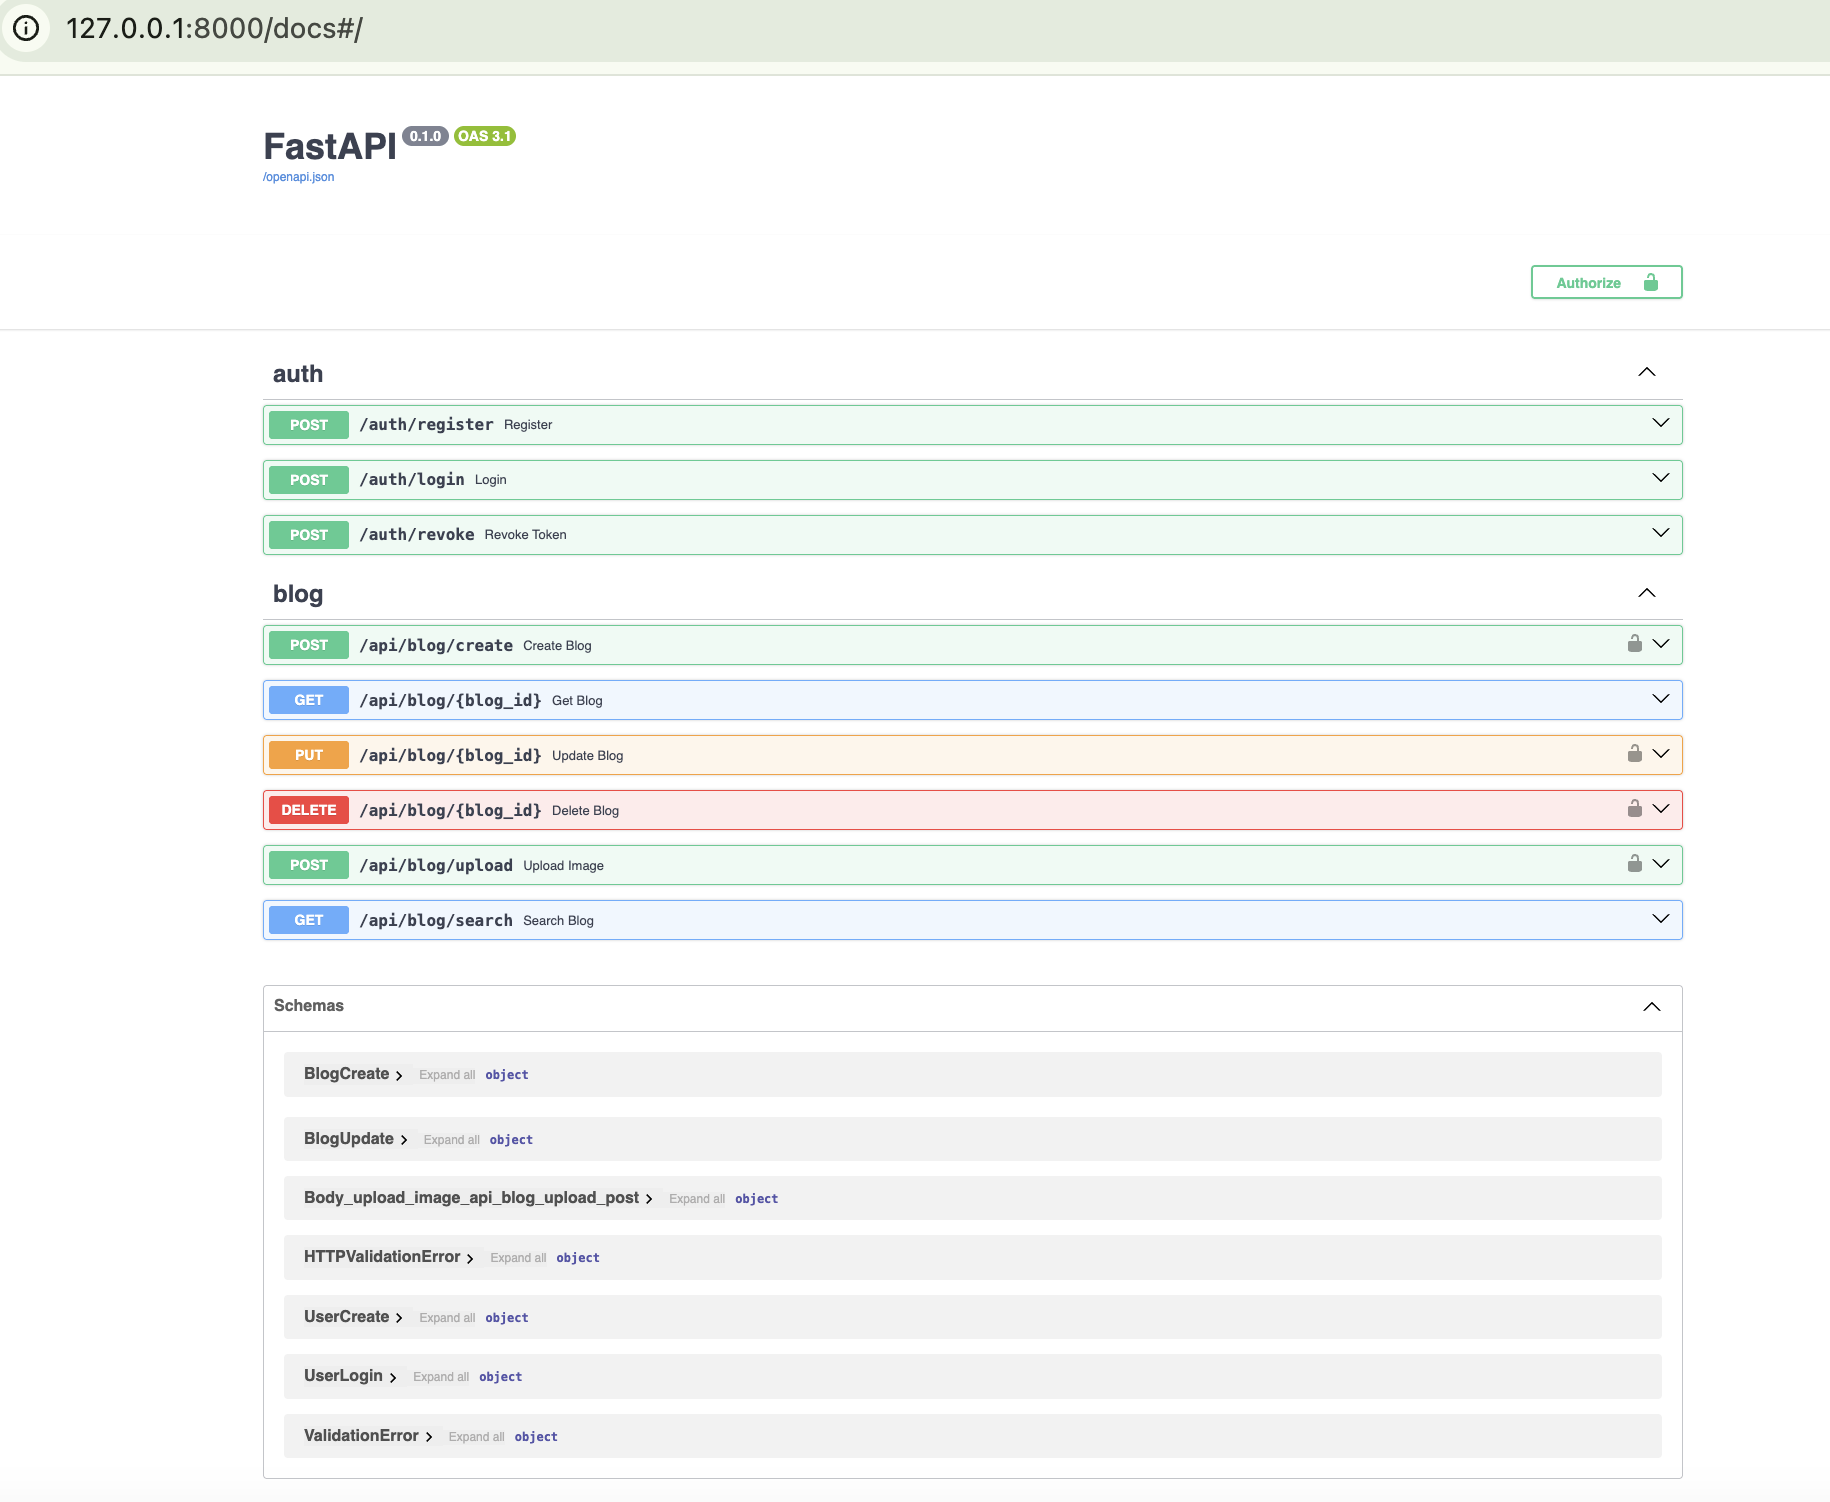 127.0.0.1:8000/docs#/
FastAPI 0.1.0 OAS 3.1
/openapi.json
Authorize
auth
POST /auth/register Register
POST /auth/login Login
POST /auth/revoke Revoke Token
blog
POST /api/blog/create Create Blog
GET /api/blog/{blog_id} Get Blog
PUT /api/blog/{blog_id} Update Blog
DELETE /api/blog/{blog_id} Delete Blog
POST /api/blog/upload Upload Image
GET /api/blog/search Search Blog
Schemas
BlogCreate Expand all object
BlogUpdate Expand all object
Body_upload_image_api_blog_upload_post Expand all object
HTTPValidationError Expand all object
UserCreate Expand all object
UserLogin Expand all object
ValidationError Expand all object